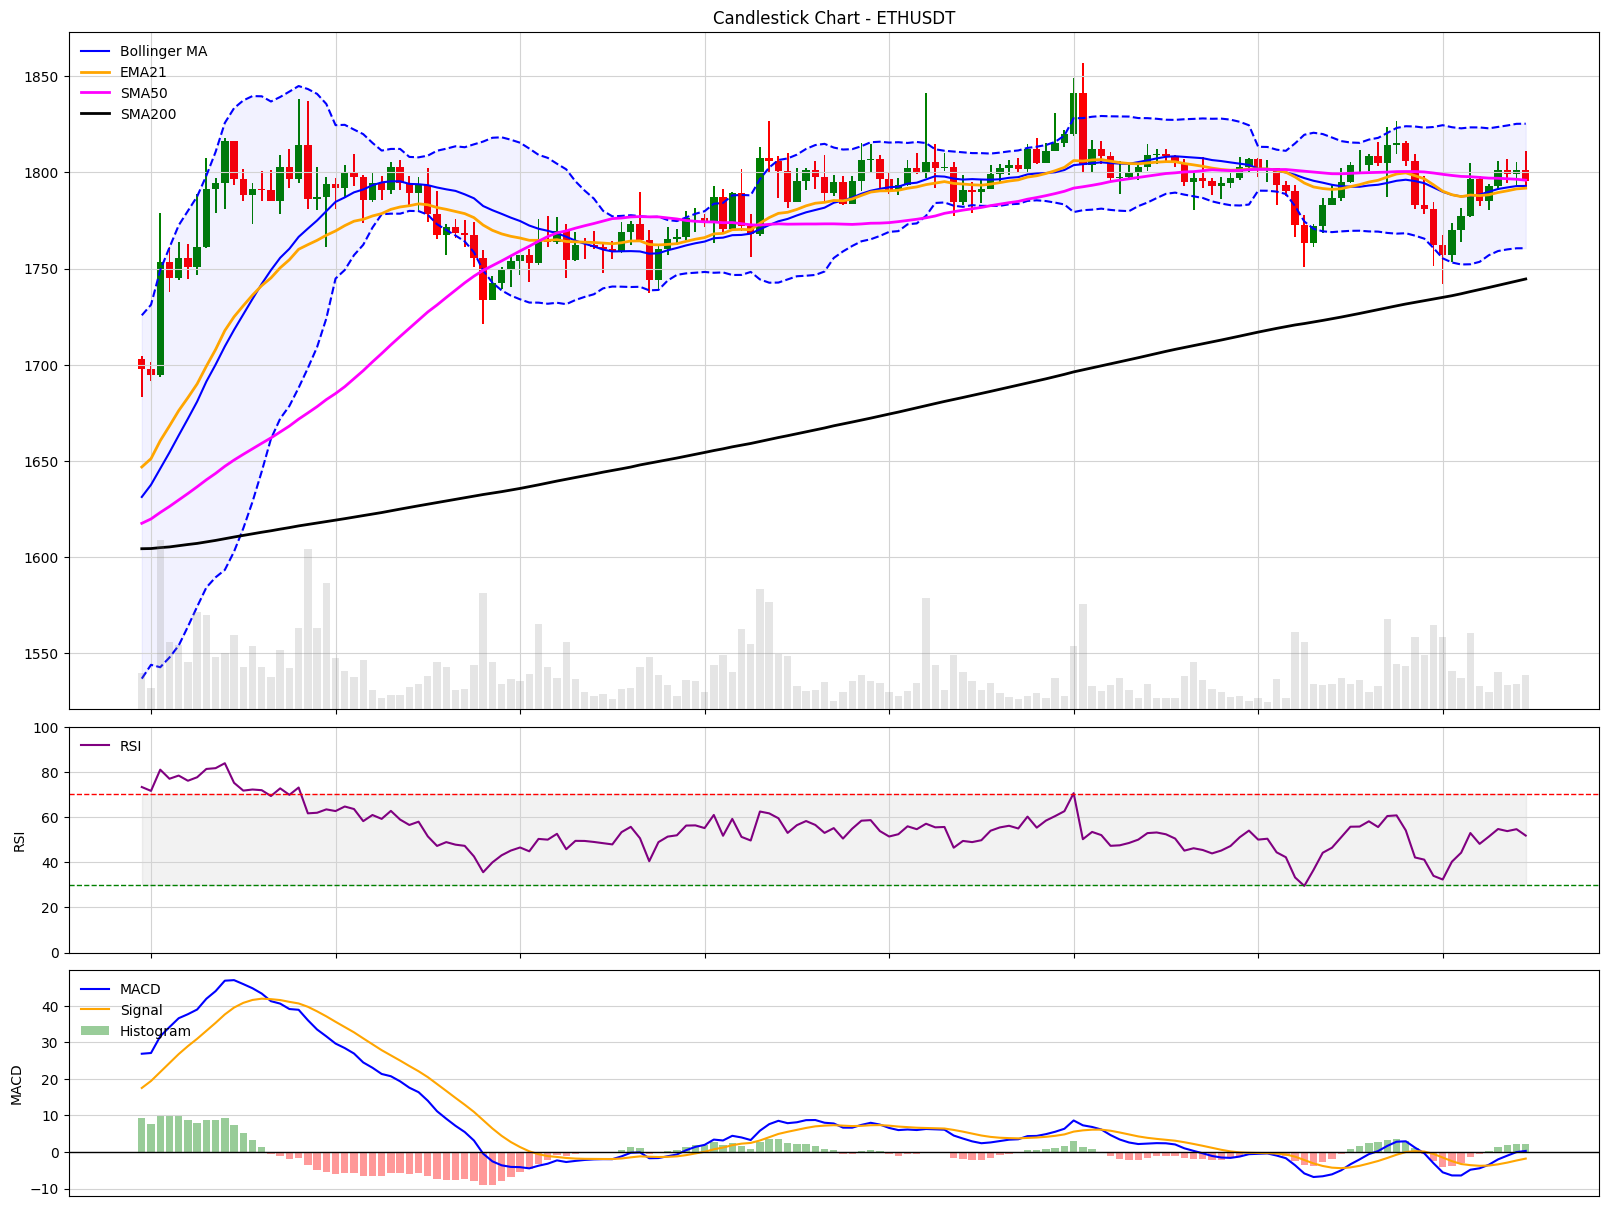 Candlestick Chart - ETHUSDT
Bollinger MA
EMA21
SMA50
SMA200
1850
1800
1750
1700
1650
1600
1550
100
80
60
40
20
0
RSI
RSI
40
30
20
10
0
−10
MACD
MACD
Signal
Histogram